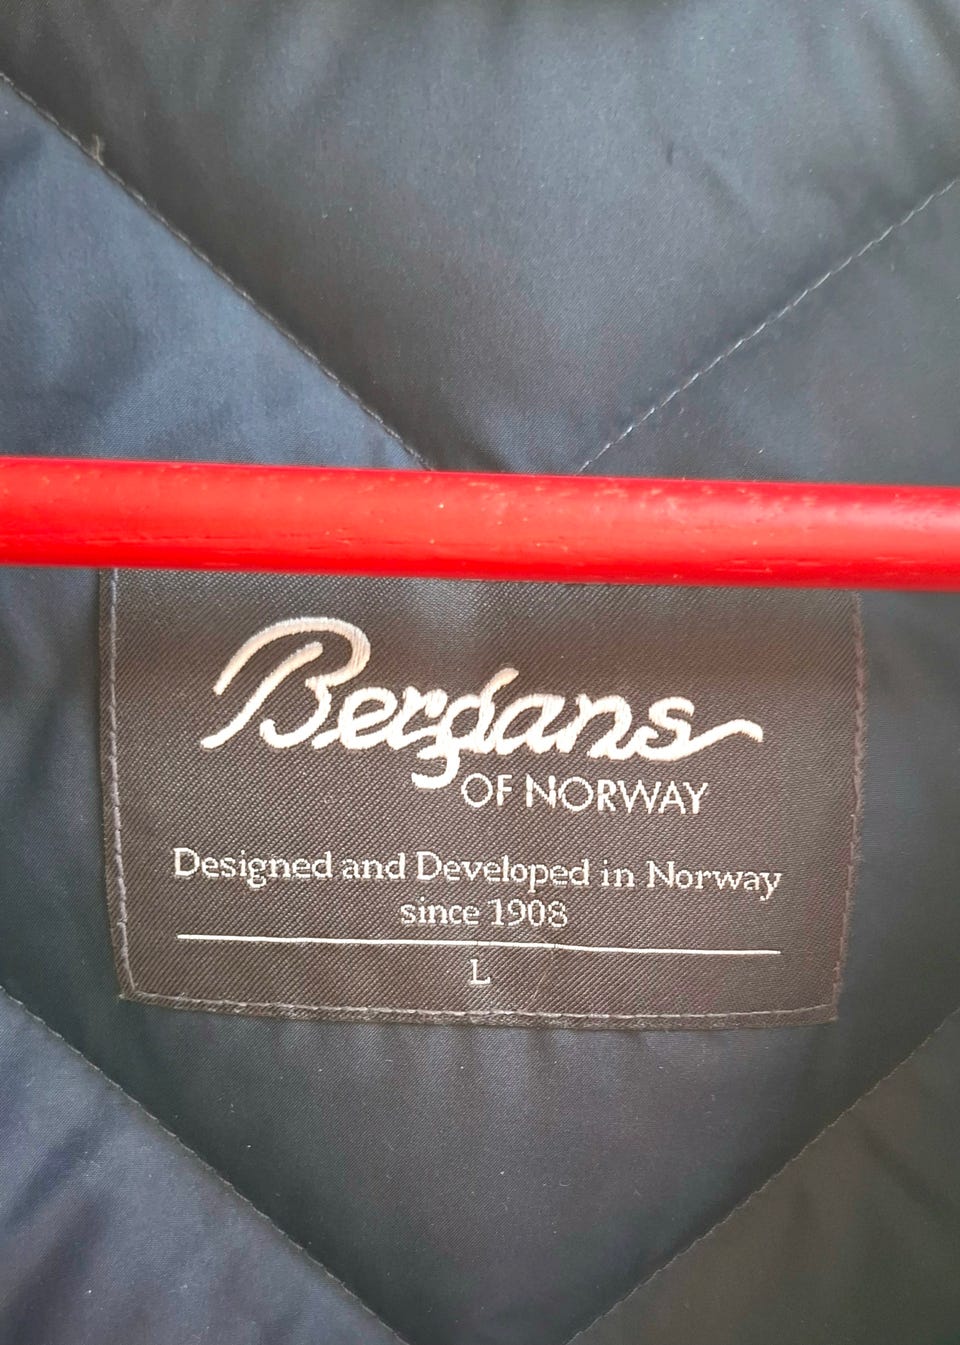 Bergans
OF NORWAY
Designed and Developed in Norway
since 1908
L